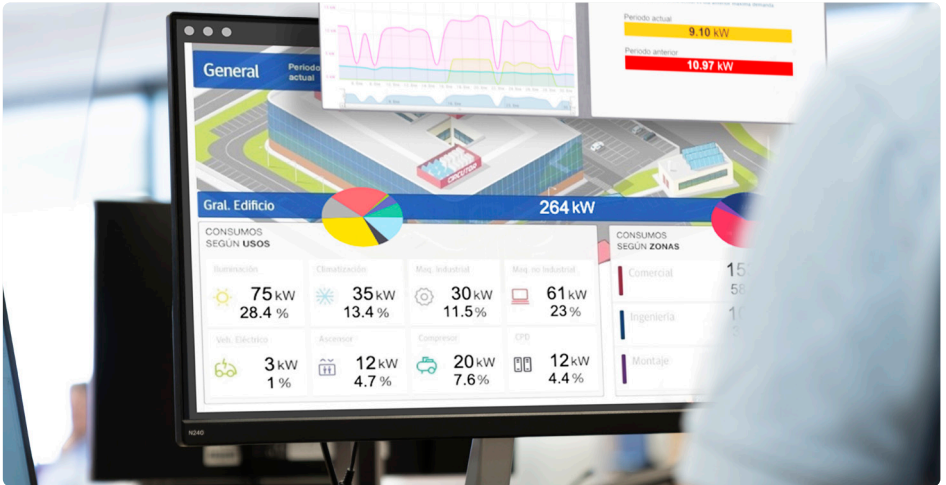 General
Periodo
actual
Periodo actual
9.10 kW
Periodo anterior
10.97 kW
CIRCUTOR
Gral. Edificio
264 kW
CONSUMOS
SEGÚN USOS
Iluminación
75 kW
28.4 %
Climatización
35 kW
13.4 %
Maq. Industrial
30 kW
11.5 %
Maq. no Industrial
61 kW
23 %
Veh. Eléctrico
3 kW
1 %
Ascensor
12 kW
4.7 %
Compresor
20 kW
7.6 %
CPD
12 kW
4.4 %
CONSUMOS
SEGÚN ZONAS
Comercial
15
58
Ingeniería
Montaje
N240